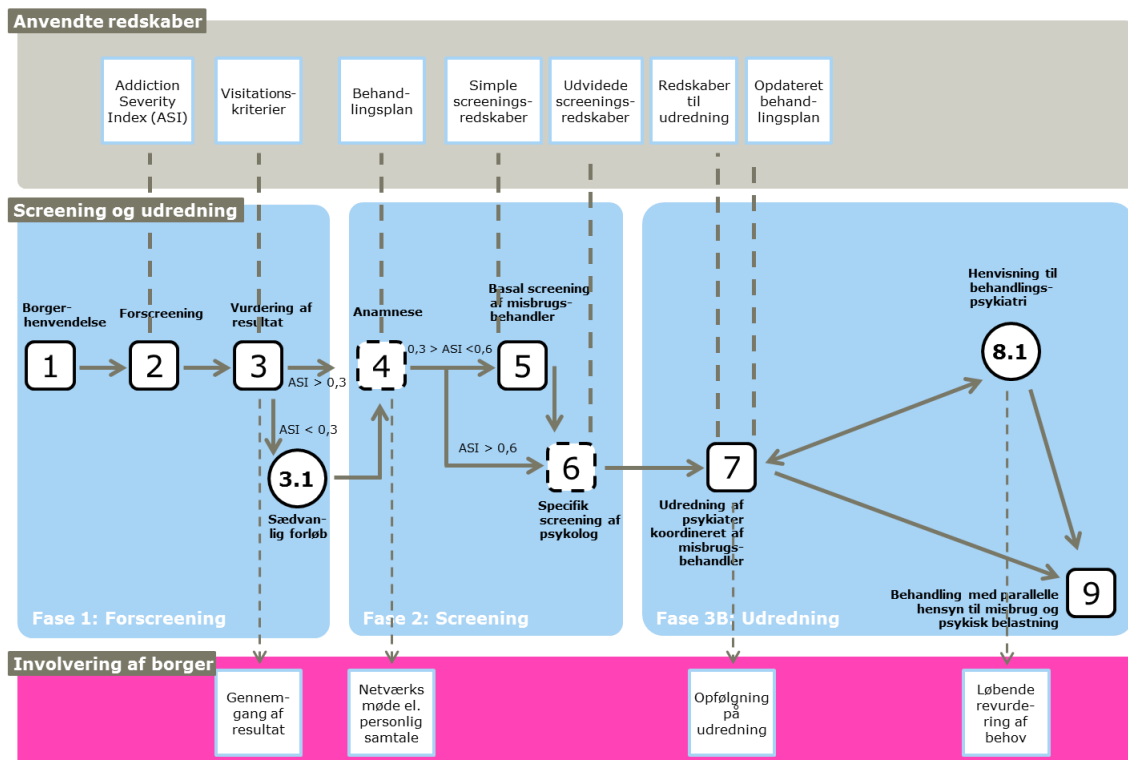 Anvendte redskaber
Addiction
Severity
Index (ASI)
Visitations-
kriterier
Behand-
lingsplan
Simple
screenings-
redskaber
Udvidede
screenings-
redskaber
Redskaber
til
udredning
Opdateret
behand-
lingsplan
Screening og udredning
Borger-
henvendelse
1
Forscreening
2
Vurdering af
resultat
3
ASI > 0,3
ASI < 0,3
3.1
Sædvan-
lig forløb
Fase 1: Forscreening
Anamnese
4
0,3 > ASI <0,6
Basal screening
af misbrugs-
behandler
5
ASI > 0,6
6
Specifik
screening af
psykolog
Fase 2: Screening
7
Udredning af
psykiater
koordineret af
misbrugs-
behandler
Henvisning til
behandlings-
psykiatri
8.1
9
Behandling med parallelle
hensyn til misbrug og
psykisk belastning
Fase 3B: Udredning
Involvering af borger
Gennem-
gang af
resultat
Netværks
møde el.
personlig
samtale
Opfølgning
på
udredning
Løbende
revurde-
ring af
behov